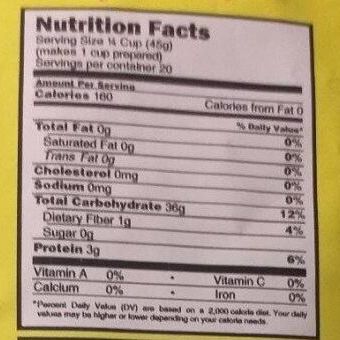 Nutrition Facts
Serving Size ¼ Cup (45g)
(makes 1 cup prepared)
Servings per container 20
Amount Per Serving
Calories 160 Calories from Fat 0
% Daily Value*
Total Fat 0g 0%
Saturated Fat 0g 0%
Trans Fat 0g 0%
Cholesterol 0mg 0%
Sodium 0mg 0%
Total Carbohydrate 36g 12%
Dietary Fiber 1g 4%
Sugar 0g
Protein 3g 6%
Vitamin A 0% • Vitamin C 0%
Calcium 0% • Iron 0%
*Percent Daily Value (DV) are based on a 2,000 calorie diet. Your daily
values may be higher or lower depending on your calorie needs.